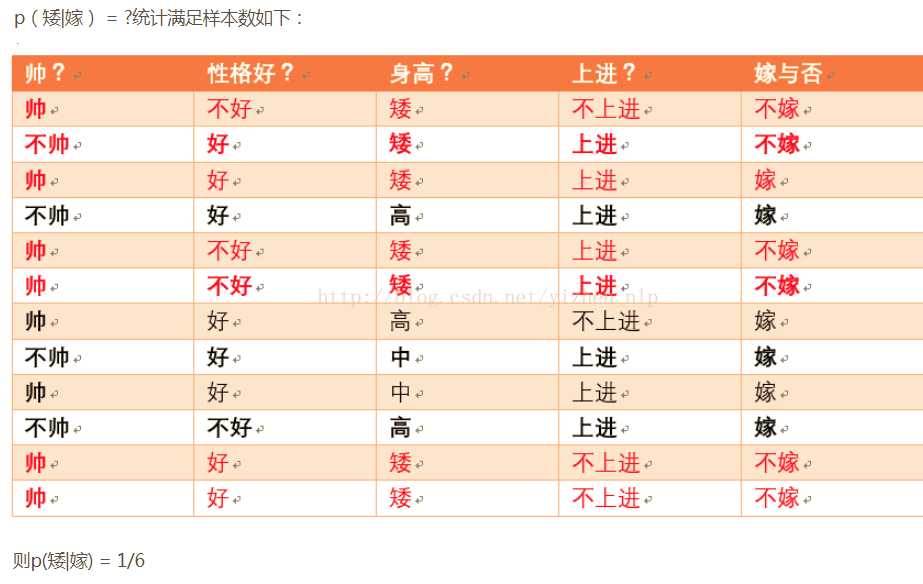 p（矮|嫁）= ?统计满足样本数如下：
帅？ 性格好？ 身高？ 上进？ 嫁与否
帅 不好 矮 不上进 不嫁
不帅 好 矮 上进 不嫁
帅 好 矮 上进 嫁
不帅 好 高 上进 嫁
帅 不好 矮 上进 不嫁
帅 不好 矮 上进 不嫁
http://blog.csdn.net/yizhen_nlp
帅 好 高 不上进 嫁
不帅 好 中 上进 嫁
帅 好 中 上进 嫁
不帅 不好 高 上进 嫁
帅 好 矮 不上进 不嫁
帅 好 矮 不上进 不嫁
则p(矮|嫁) = 1/6